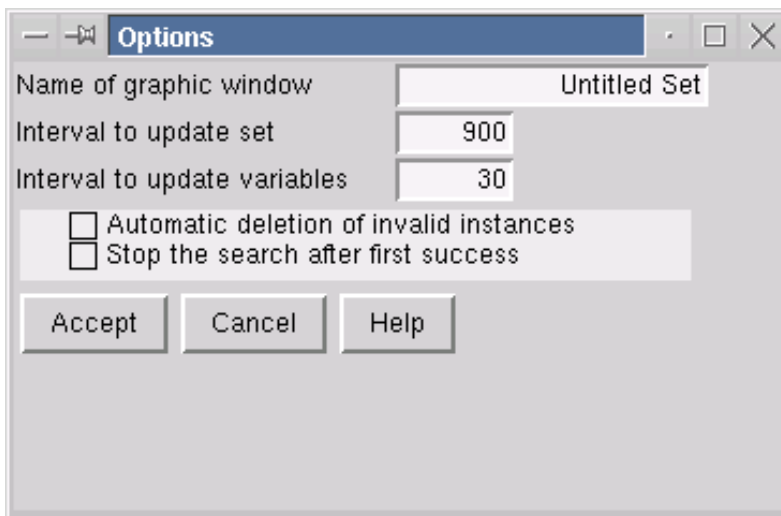 Options
Name of graphic window Untitled Set
Interval to update set 900
Interval to update variables 30
Automatic deletion of invalid instances
Stop the search after first success
Accept Cancel Help